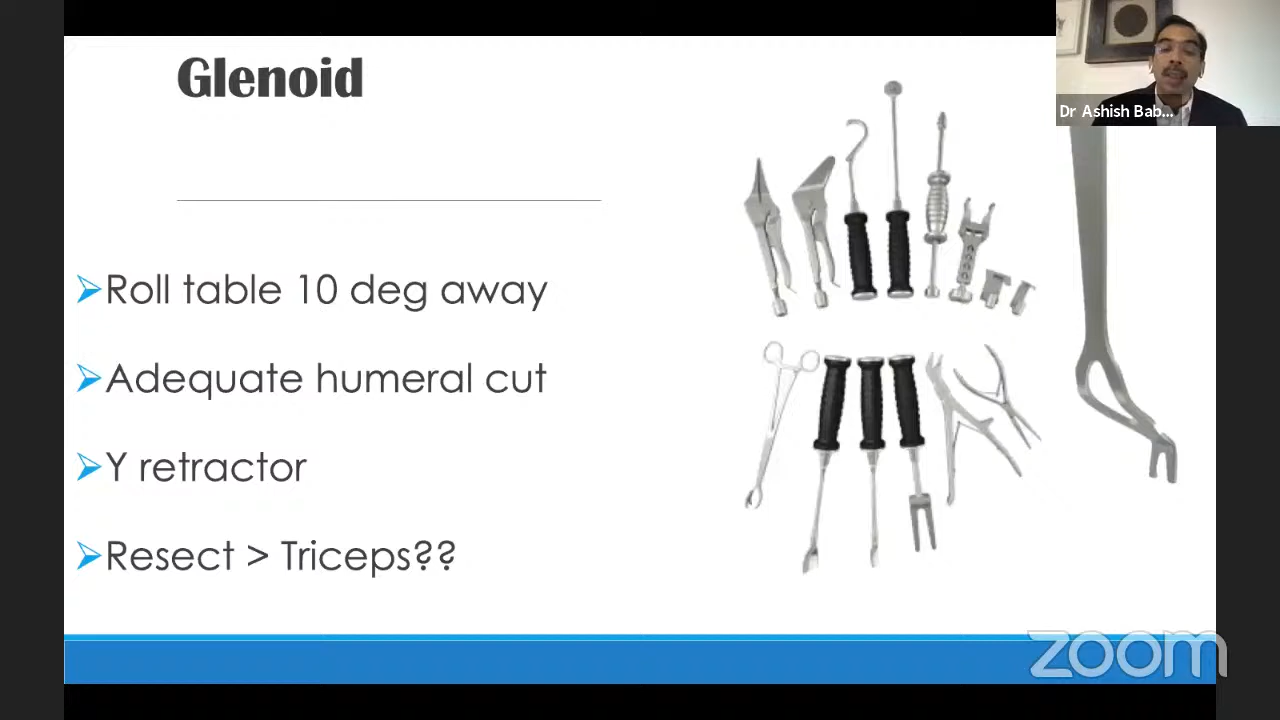 Glenoid
Dr Ashish Bab...
➢Roll table 10 deg away
➢Adequate humeral cut
➢Y retractor
➢Resect > Triceps??
zoom